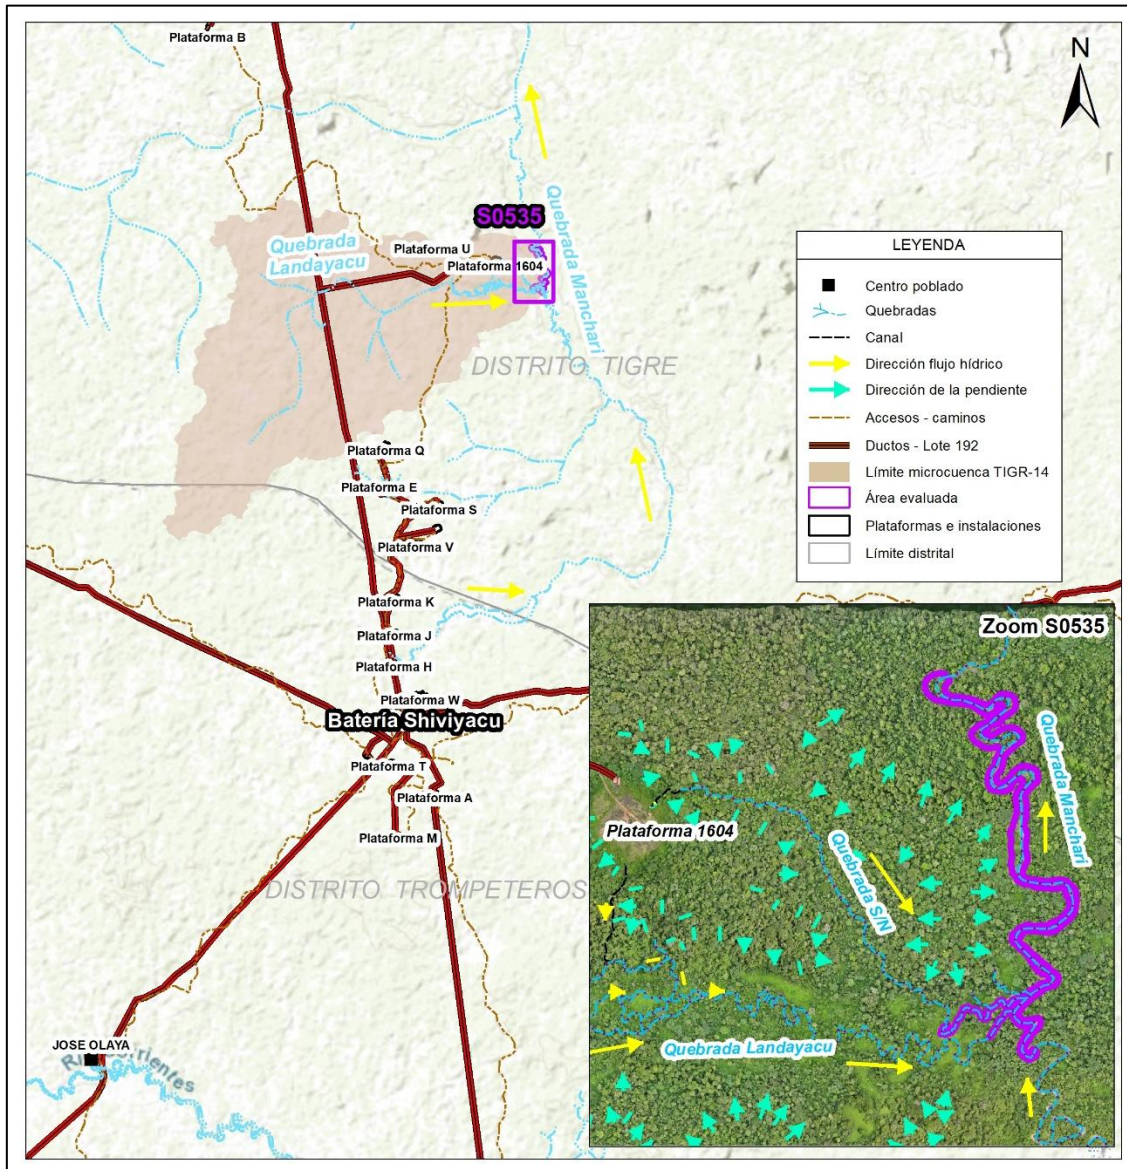 Plataforma B
N
S0535
Quebrada Manchari
Quebrada
Landayacu
Plataforma U
Plataforma 1604
DISTRITO TIGRE
LEYENDA
Centro poblado
Quebradas
Canal
Dirección flujo hídrico
Dirección de la pendiente
Accesos - caminos
Ductos - Lote 192
Límite microcuenca TIGR-14
Área evaluada
Plataformas e instalaciones
Límite distrital
Plataforma Q
Plataforma E
Plataforma S
Plataforma V
Plataforma K
Plataforma J
Plataforma H
Plataforma W
Batería Shiviyacu
Plataforma T
Plataforma A
Plataforma M
DISTRITO TROMPETEROS
JOSE OLAYA
Zoom S0535
Quebrada Manchari
Plataforma 1604
Quebrada S/N
Quebrada Landayacu